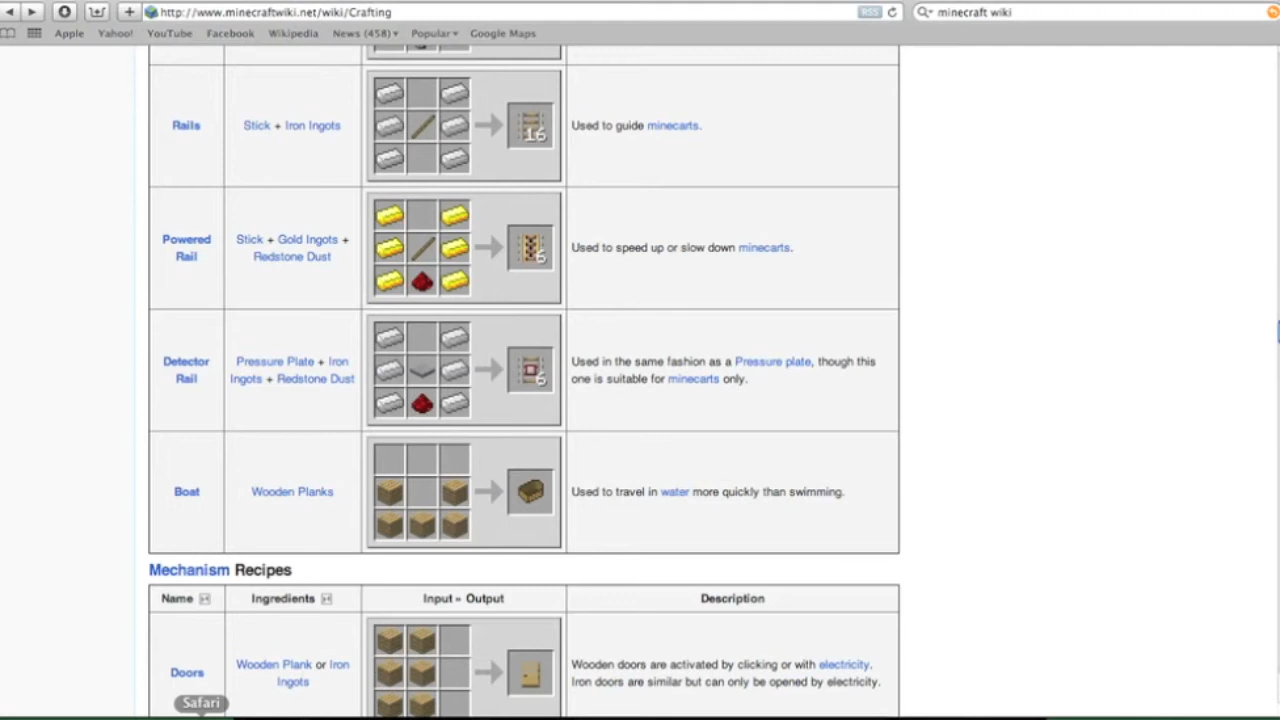 http://www.minecraftwiki.net/wiki/Crafting
RSS
minecraft wiki
Apple
Yahoo!
YouTube
Facebook
Wikipedia
News (458)
Popular
Google Maps
Rails
Stick + Iron Ingots
16
Used to guide minecarts.
Powered
Rail
Stick + Gold Ingots +
Redstone Dust
6
Used to speed up or slow down minecarts.
Detector
Rail
Pressure Plate + Iron
Ingots + Redstone Dust
6
Used in the same fashion as a Pressure plate, though this
one is suitable for minecarts only.
Boat
Wooden Planks
Used to travel in water more quickly than swimming.
Mechanism Recipes
Name
Ingredients
Input » Output
Description
Doors
Wooden Plank or Iron
Ingots
Wooden doors are activated by clicking or with electricity.
Iron doors are similar but can only be opened by electricity.
Safari